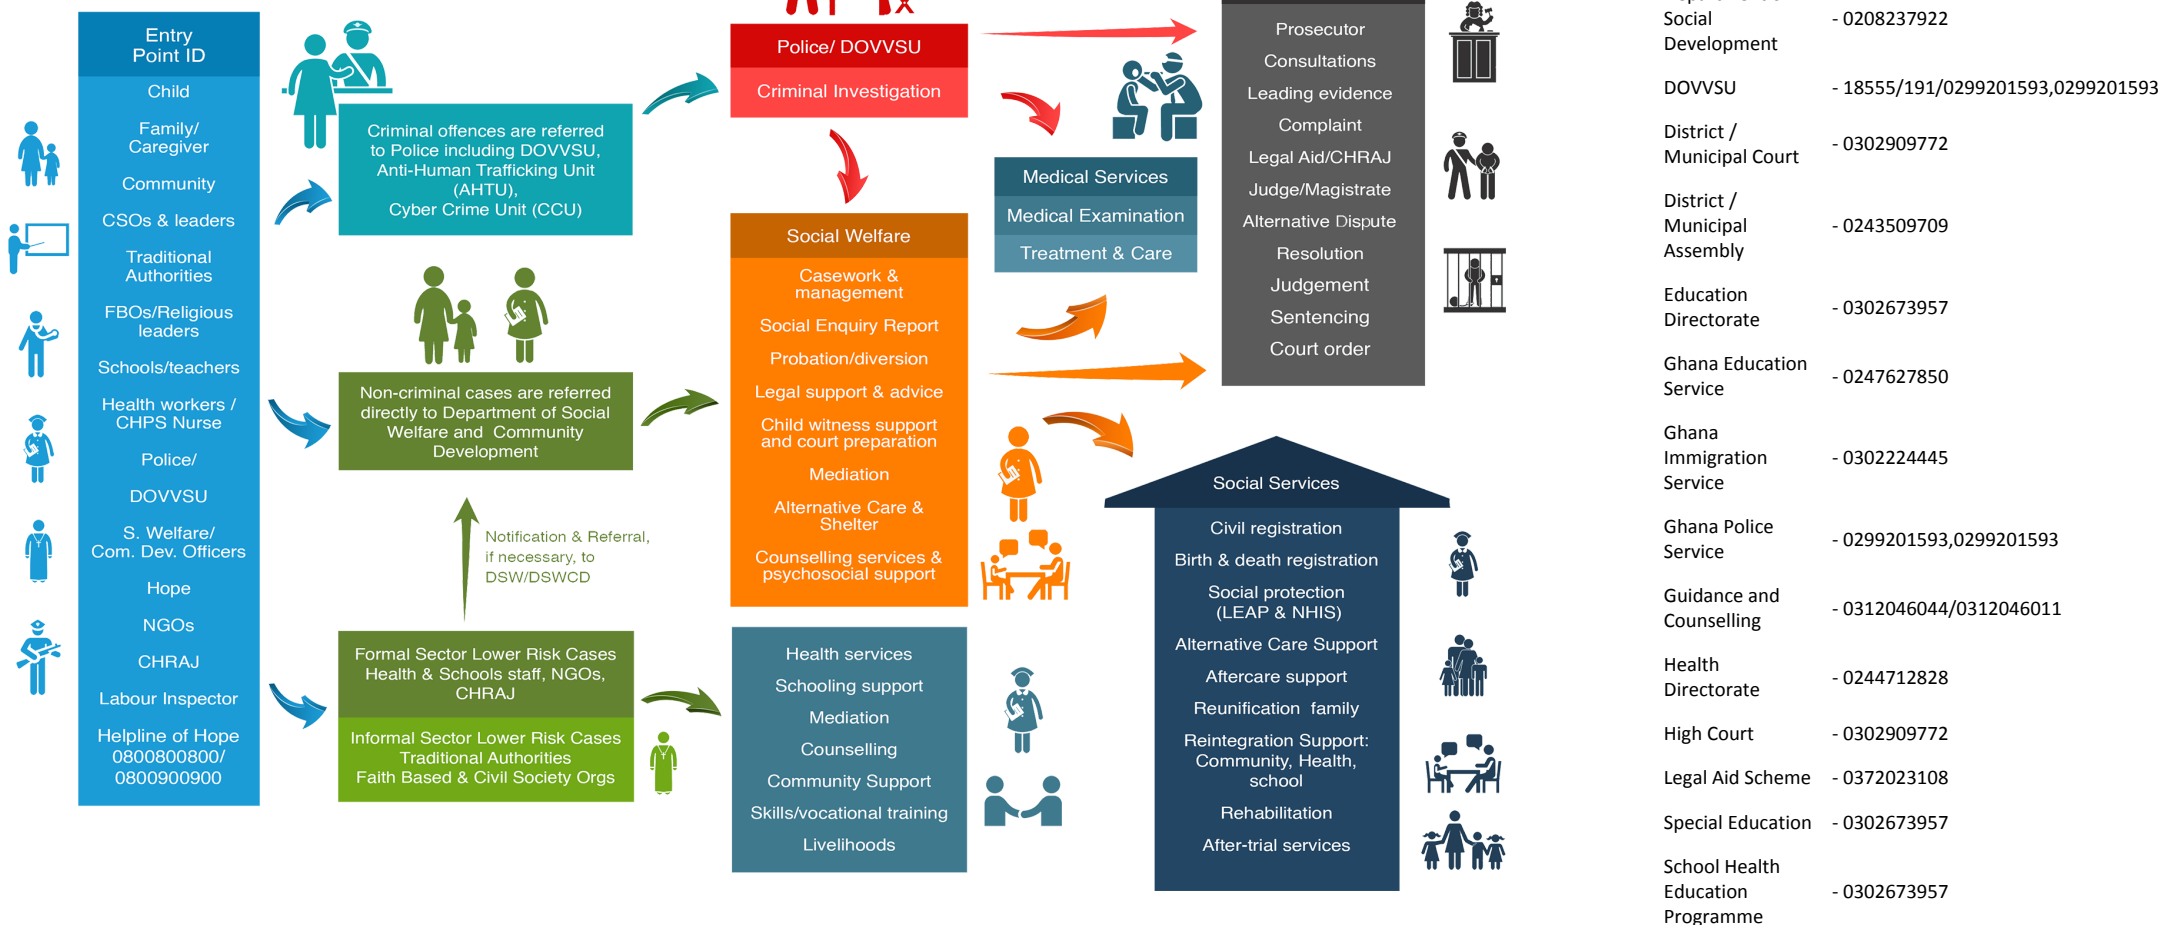 Entry
Point ID
Child
Family/
Caregiver
Community
CSOs & leaders
Traditional
Authorities
FBOs/Religious
leaders
Schools/teachers
Health workers /
CHPS Nurse
Police/
DOVVSU
S. Welfare/
Com. Dev. Officers
Hope
NGOs
CHRAJ
Labour Inspector
Helpline of Hope
0800800800/
0800900900
Criminal offences are referred
to Police including DOVVSU,
Anti-Human Trafficking Unit
(AHTU),
Cyber Crime Unit (CCU)
Non-criminal cases are referred
directly to Department of Social
Welfare and Community
Development
Notification & Referral,
if necessary, to
DSW/DSWCD
Formal Sector Lower Risk Cases
Health & Schools staff, NGOs,
CHRAJ
Informal Sector Lower Risk Cases
Traditional Authorities
Faith Based & Civil Society Orgs
Police/ DOVVSU
Criminal Investigation
Social Welfare
Casework &
management
Social Enquiry Report
Probation/diversion
Legal support & advice
Child witness support
and court preparation
Mediation
Alternative Care &
Shelter
Counselling services &
psychosocial support
Health services
Schooling support
Mediation
Counselling
Community Support
Skills/vocational training
Livelihoods
Medical Services
Medical Examination
Treatment & Care
Prosecutor
Consultations
Leading evidence
Complaint
Legal Aid/CHRAJ
Judge/Magistrate
Alternative Dispute
Resolution
Judgement
Sentencing
Court order
Social Services
Civil registration
Birth & death registration
Social protection
(LEAP & NHIS)
Alternative Care Support
Aftercare support
Reunification family
Reintegration Support:
Community, Health,
school
Rehabilitation
After-trial services
Social
Development - 0208237922
DOVVSU - 18555/191/0299201593,0299201593
District /
Municipal Court - 0302909772
District /
Municipal
Assembly - 0243509709
Education
Directorate - 0302673957
Ghana Education
Service - 0247627850
Ghana
Immigration
Service - 0302224445
Ghana Police
Service - 0299201593,0299201593
Guidance and
Counselling - 0312046044/0312046011
Health
Directorate - 0244712828
High Court - 0302909772
Legal Aid Scheme - 0372023108
Special Education - 0302673957
School Health
Education
Programme - 0302673957